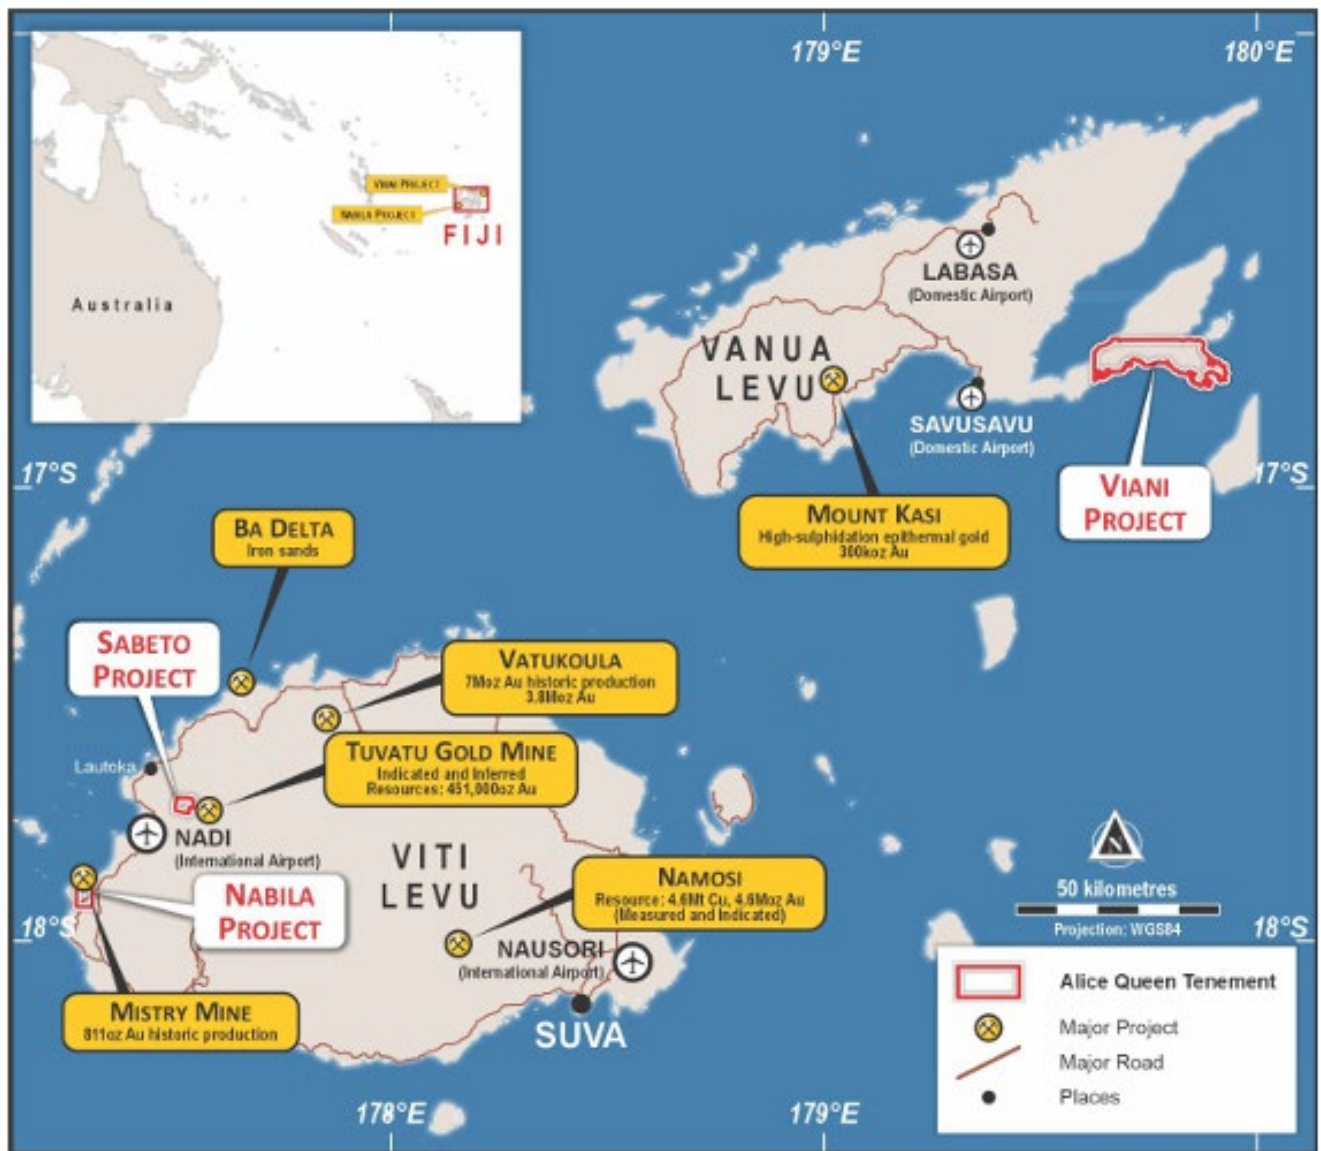 179°E
180°E
VIANI PROJECT
NABILA PROJECT
FIJI
Australia
LABASA
(Domestic Airport)
VANUA
LEVU
SAVUSAVU
(Domestic Airport)
17°S
17°S
VIANI
PROJECT
MOUNT KASI
High-sulphidation epithermal gold
300koz Au
BA DELTA
Iron sands
SABETO
PROJECT
VATUKOULA
7Moz Au historic production
3.8Moz Au
TUVATU GOLD MINE
Indicated and Inferred
Resources: 451,000oz Au
Lautoka
NADI
(International Airport)
VITI
LEVU
NAMOSI
Resource: 4.6Mt Cu, 4.6Moz Au
(Measured and Indicated)
NABILA
PROJECT
N
50 kilometres
Projection: WGS84
18°S
18°S
NAUSORI
(International Airport)
MISTRY MINE
811oz Au historic production
SUVA
Alice Queen Tenement
Major Project
Major Road
Places
178°E
179°E